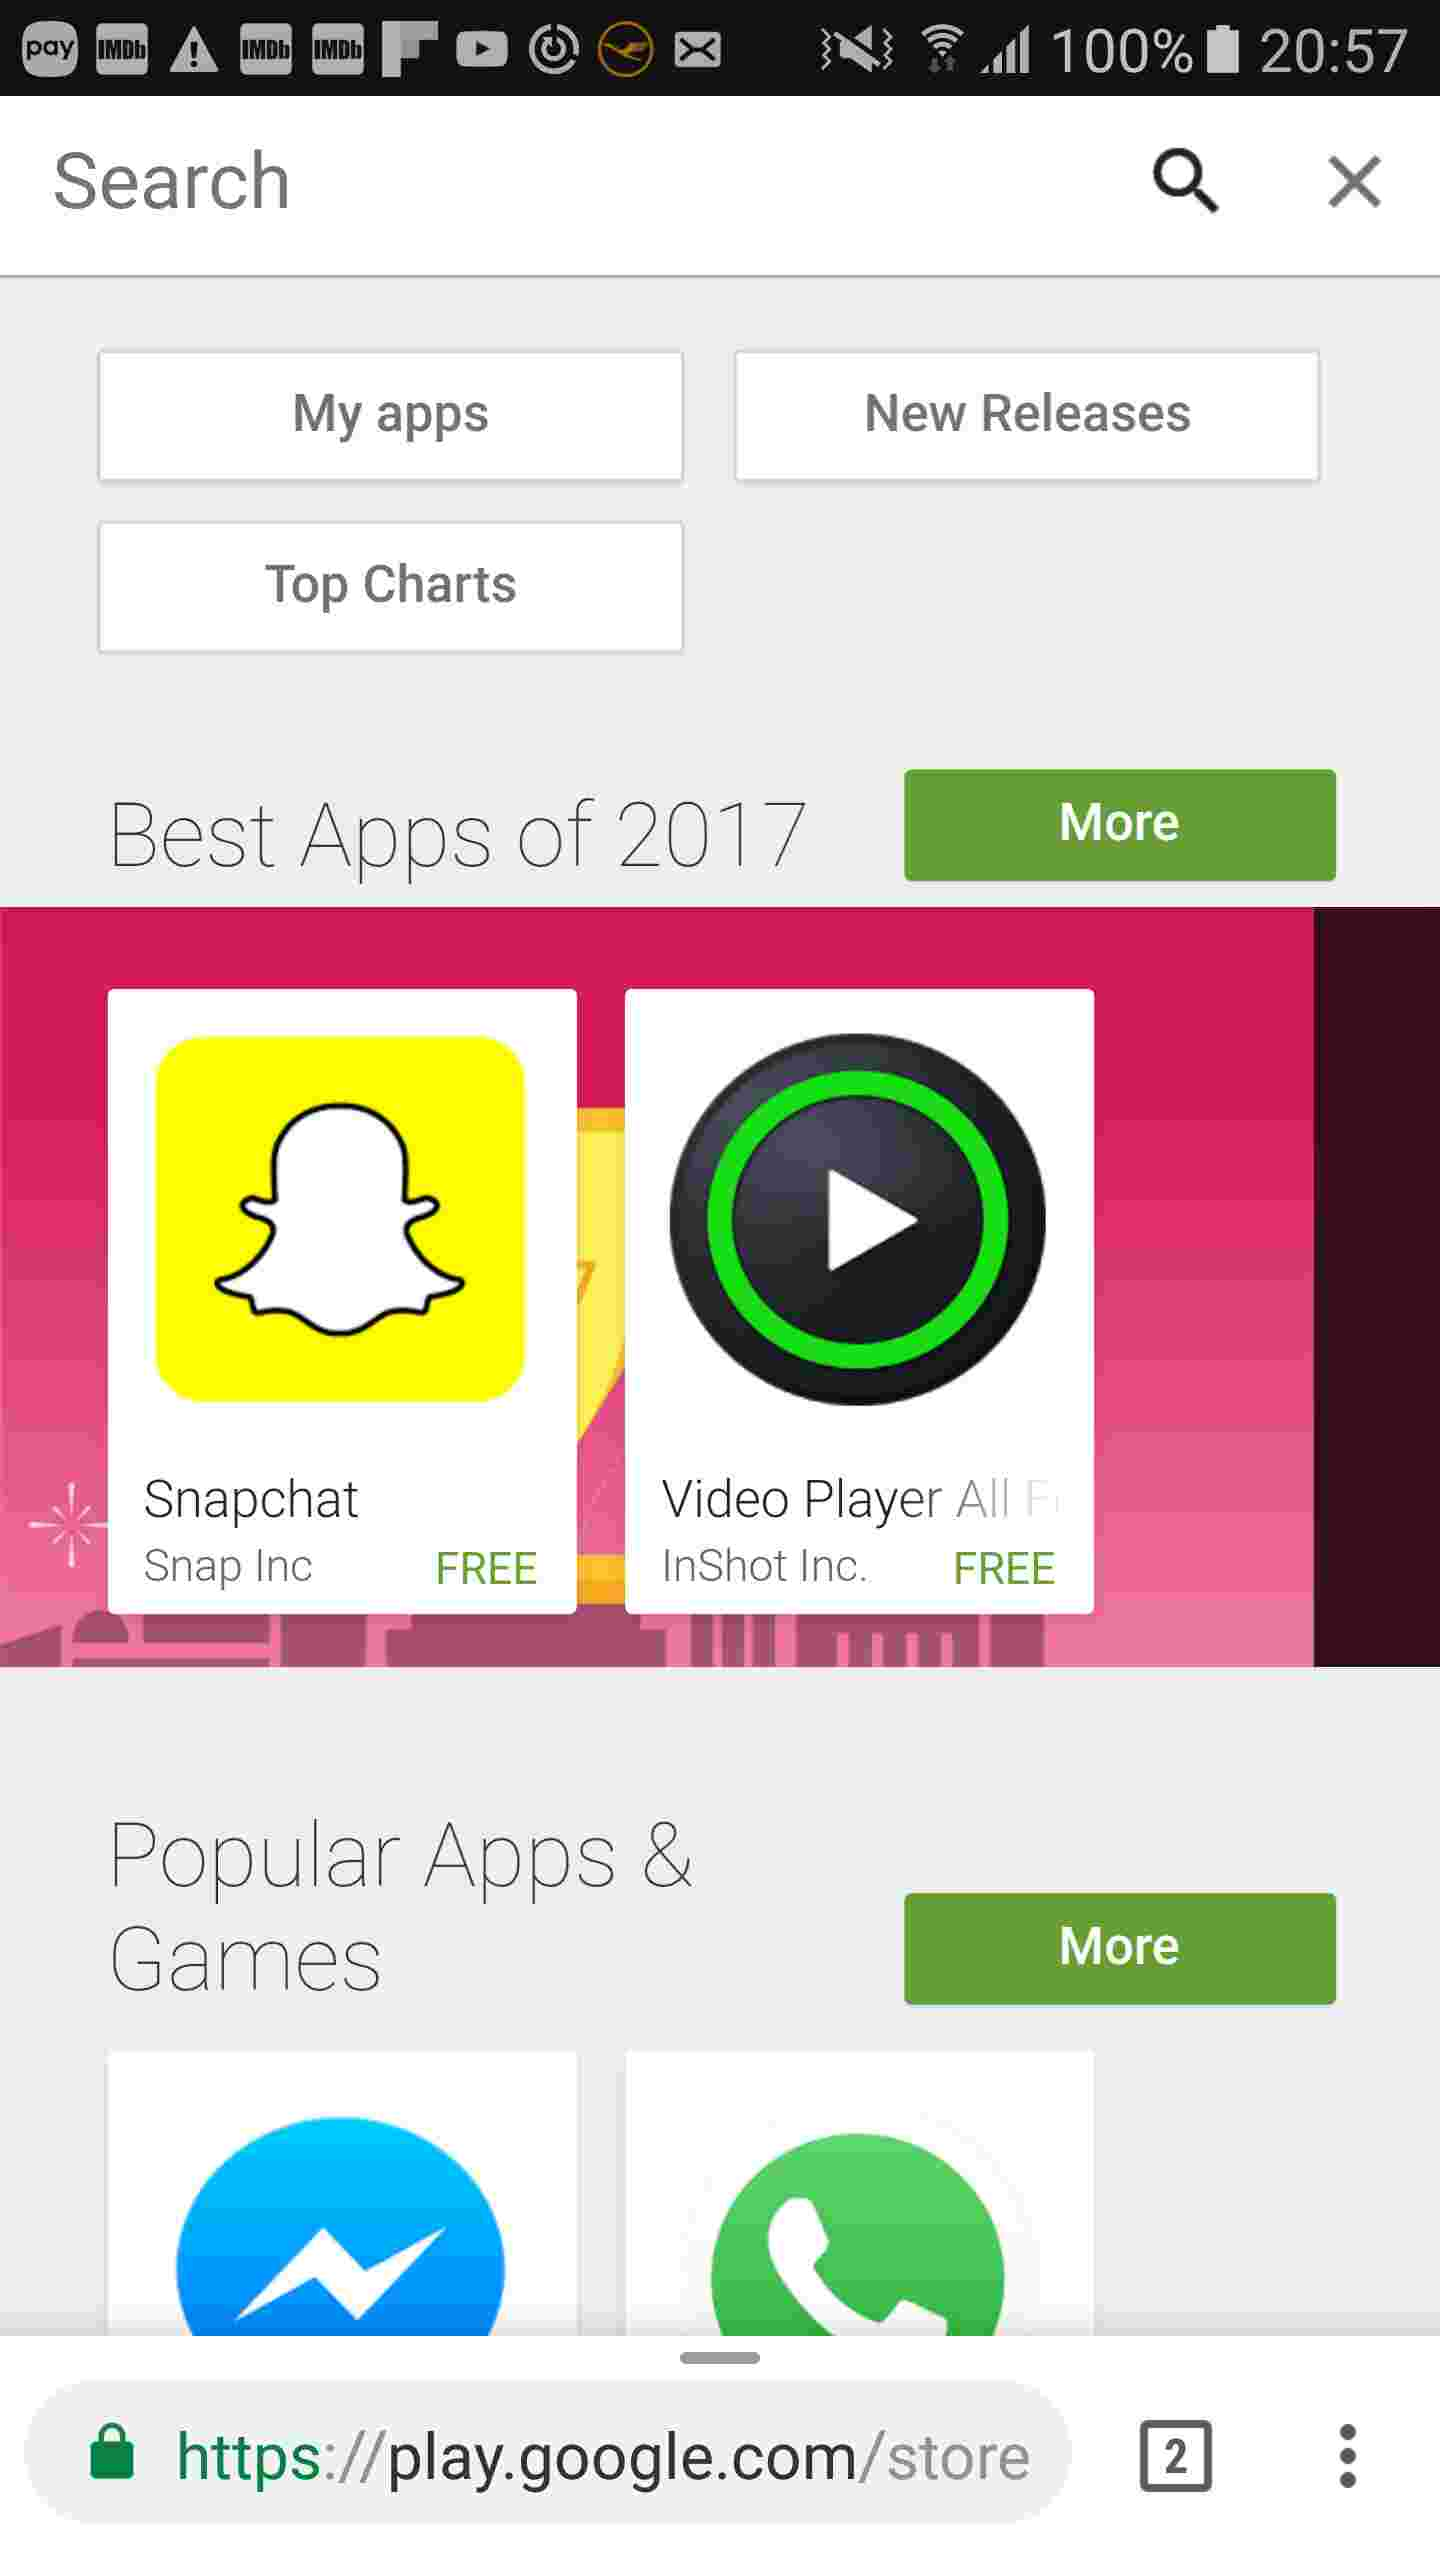 pay IMDb IMDb IMDb 100% 20:57
Search
My apps
New Releases
Top Charts
Best Apps of 2017
More
7
Snapchat
Snap Inc
FREE
Video Player All
InShot Inc.
FREE
Popular Apps &
Games
More
https://play.google.com/store
2